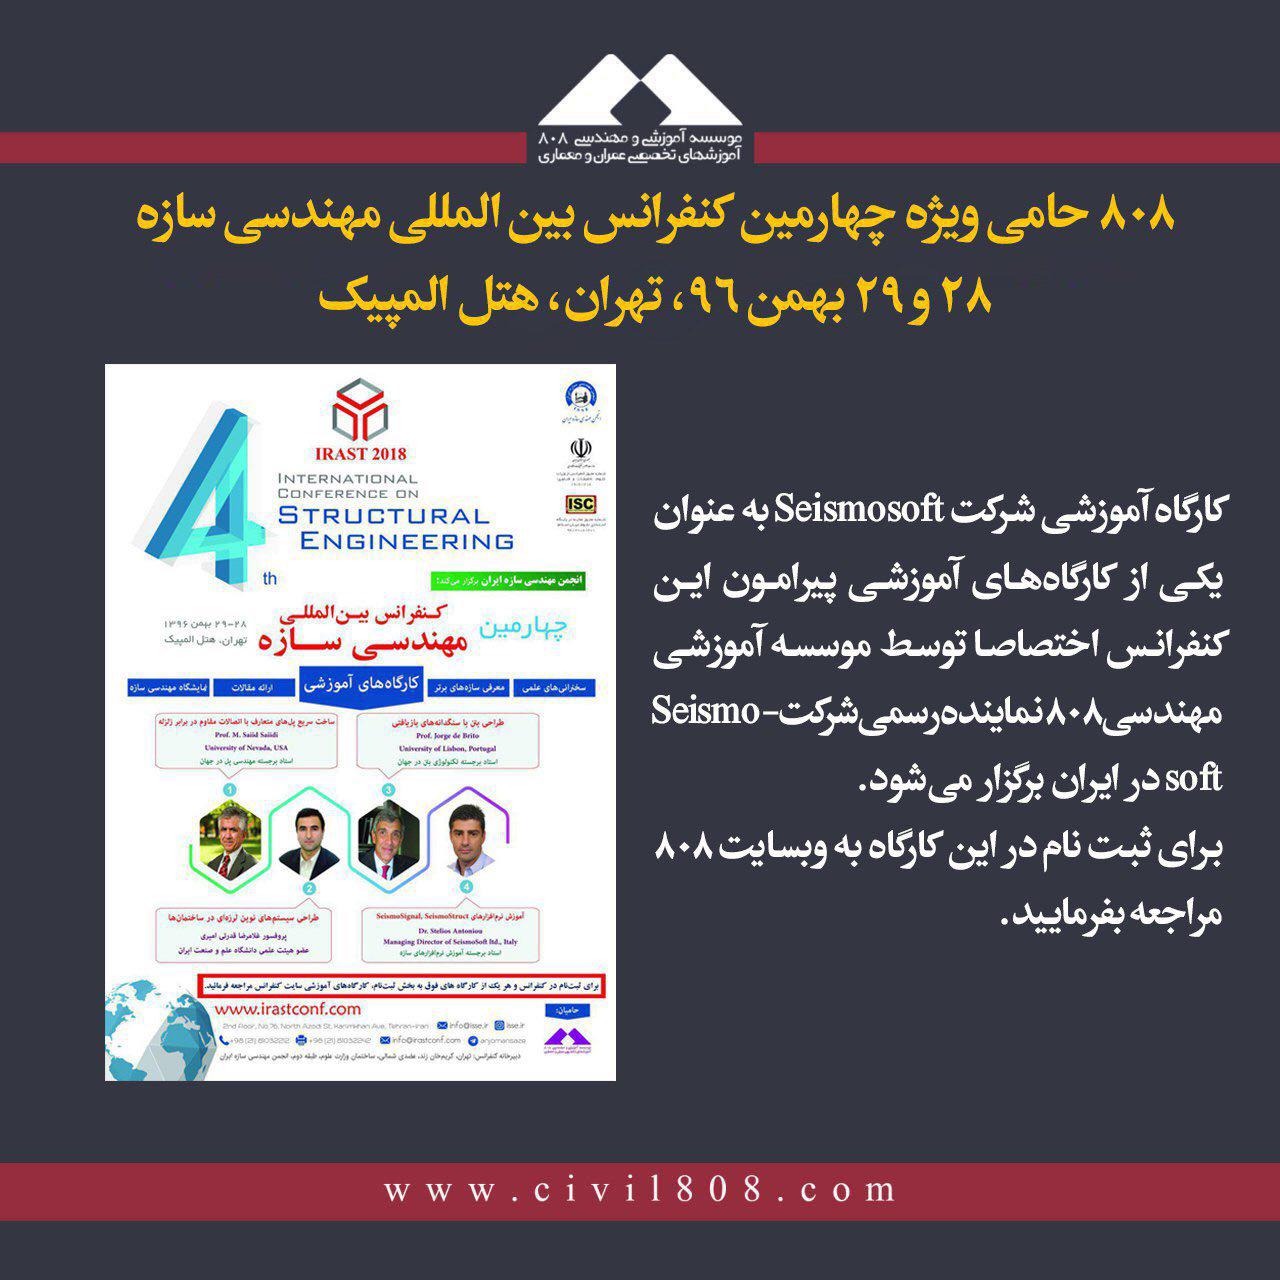 موسسه آموزشی و مهندسی ۸۰۸
آموزشهای تخصصی عمران و معماری
۸۰۸ حامی ویژه چهارمین کنفرانس بین المللی مهندسی سازه
۲۸ و ۲۹ بهمن ۹۶، تهران، هتل المپیک
کارگاه آموزشی شرکت Seismosoft به عنوان
یکی از کارگاه‌های آموزشی پیرامون این
کنفرانس اختصاصا توسط موسسه آموزشی
مهندسی ۸۰۸ نماینده رسمی شرکت Seismo-
soft در ایران برگزار می‌شود.
برای ثبت نام در این کارگاه به وبسایت ۸۰۸
مراجعه بفرمایید.
IRAST 2018
INTERNATIONAL
CONFERENCE ON
STRUCTURAL
ENGINEERING
4th
ISC
انجمن مهندسی سازه ایران برگزار می‌کند:
چهارمین
کنفرانس بین‌المللی
مهندسی سازه
۲۸-۲۹ بهمن ۱۳۹۶
تهران، هتل المپیک
سخنرانی‌های علمی
معرفی سازه‌های برتر
کارگاه‌های آموزشی
ارائه مقالات
نمایشگاه مهندسی سازه
ساخت سریع پل‌های متعارف با اتصالات مقاوم در برابر زلزله
Prof. M. Saiid Saiidi
University of Nevada, USA
استاد برجسته مهندسی پل در جهان
طراحی بتن با سنگدانه‌های بازیافتی
Prof. Jorge de Brito
University of Lisbon, Portugal
استاد برجسته تکنولوژی بتن در جهان
1
3
2
4
طراحی سیستم‌های نوین لرزه‌ای در ساختمان‌ها
پروفسور غلامرضا قدرتی امیری
عضو هیئت علمی دانشگاه علم و صنعت ایران
آموزش نرم‌افزارهای SeismoSignal, SeismoStruct
Dr. Stelios Antoniou
Managing Director of SeismoSoft ltd., Italy
استاد برجسته آموزش نرم‌افزارهای سازه
برای ثبت‌نام در کنفرانس و هر یک از کارگاه های فوق به بخش ثبت‌نام، کارگاه‌های آموزشی سایت کنفرانس مراجعه فرمائید.
www.irastconf.com
حامیان:
2nd Floor, No.76, North Azadi St, Karimkhan Ave, Tehran-Iran info@isse.ir isse.ir
+98 (21) 81032212 +98 (21) 81032242 info@irastconf.com anjomansaze
دبیرخانه کنفرانس: تهران، کریم‌خان زند، عضدی شمالی، ساختمان وزارت علوم، طبقه دوم، انجمن مهندسی سازه ایران
www.civil808.com